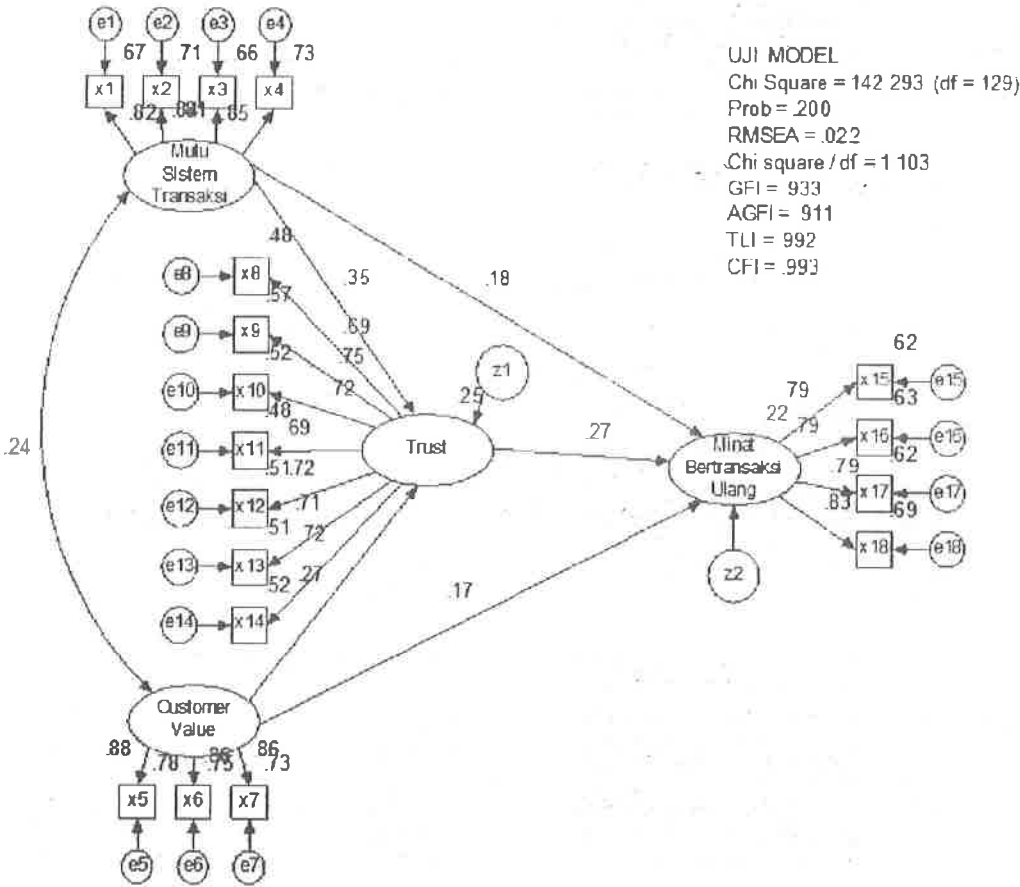 e1 e2 e3 e4
67 71 66 73
x1 x2 x3 x4
.82 .85
Mutu
Sistem
Transaksi
UJI MODEL
Chi Square = 142 293 (df = 129)
Prob = .200
RMSEA = .022
Chi square / df = 1 103
GFI = 933
AGFI = 911
TLI = 992
CFI = .993
.48
e8 x8
.35
.18
.57
e9 x9
.69
.52
.75
z1
62
e10 x10
72
.25
79
x15 e15
.48
69
22
.63
e11 x11
Trust
.27
.79
x16 e16
.51
.72
Minat
Bertransaksi
Ulang
.62
.24
e12 x12
.71
.79
x17 e17
.51
.72
.83
.69
e13 x13
x18 e18
.52
.27
z2
.17
e14 x14
Customer
Value
.88 .78 .75 86 .73
x5 x6 x7
e5 e6 e7